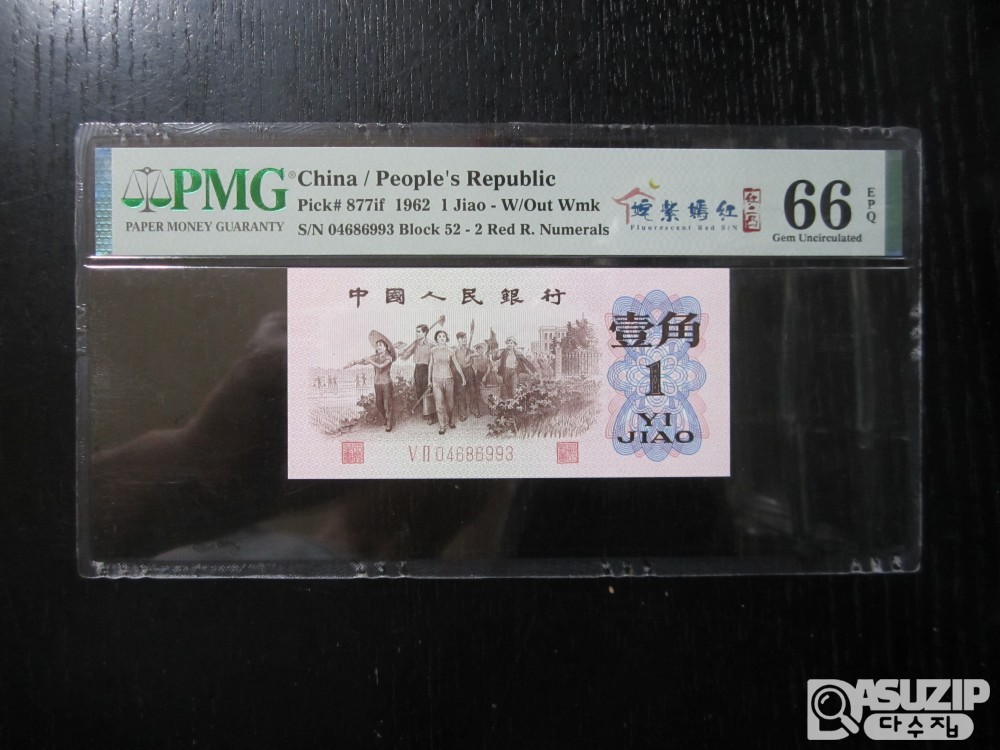 PMG®
PAPER MONEY GUARANTY
China / People's Republic
Pick# 877if 1962 1 Jiao - W/Out Wmk
S/N 04686993 Block 52 - 2 Red R. Numerals
姹紫嫣红
Fluorescent Red S/N
66
EPQ
Gem Uncirculated
中國人民銀行
壹角
1
YI
JIAO
V II 04686993
DASUZIP
다수집